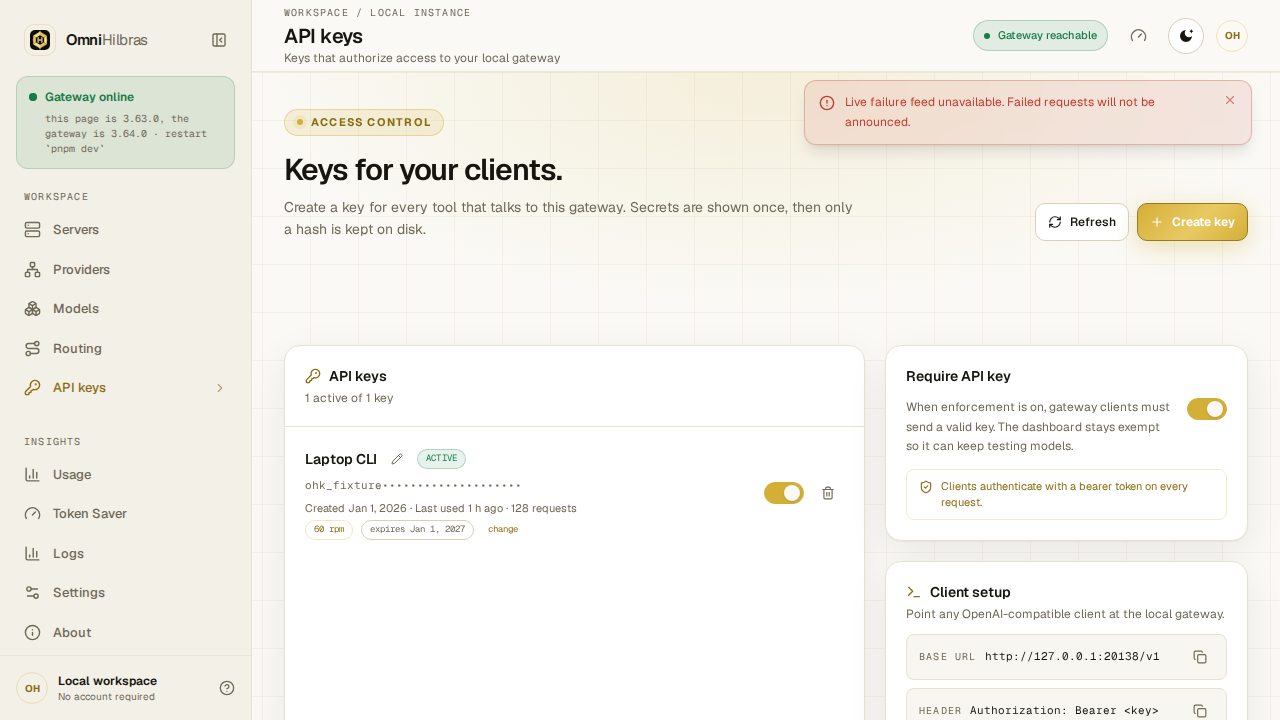 OmniHilbras
Gateway online
this page is 3.63.0, the
gateway is 3.64.0 · restart
`pnpm dev`
WORKSPACE
Servers
Providers
Models
Routing
API keys
INSIGHTS
Usage
Token Saver
Logs
Settings
About
OH
Local workspace
No account required
WORKSPACE / LOCAL INSTANCE
API keys
Keys that authorize access to your local gateway
Gateway reachable
OH
Live failure feed unavailable. Failed requests will not be
announced.
ACCESS CONTROL
Keys for your clients.
Create a key for every tool that talks to this gateway. Secrets are shown once, then only
a hash is kept on disk.
Refresh
Create key
API keys
1 active of 1 key
Laptop CLI
ACTIVE
ohk_fixture••••••••••••••••••••
Created Jan 1, 2026 · Last used 1 h ago · 128 requests
60 rpm
expires Jan 1, 2027
change
Require API key
When enforcement is on, gateway clients must
send a valid key. The dashboard stays exempt
so it can keep testing models.
Clients authenticate with a bearer token on every
request.
Client setup
Point any OpenAI-compatible client at the local gateway.
BASE URL http://127.0.0.1:20138/v1
HEADER Authorization: Bearer <key>